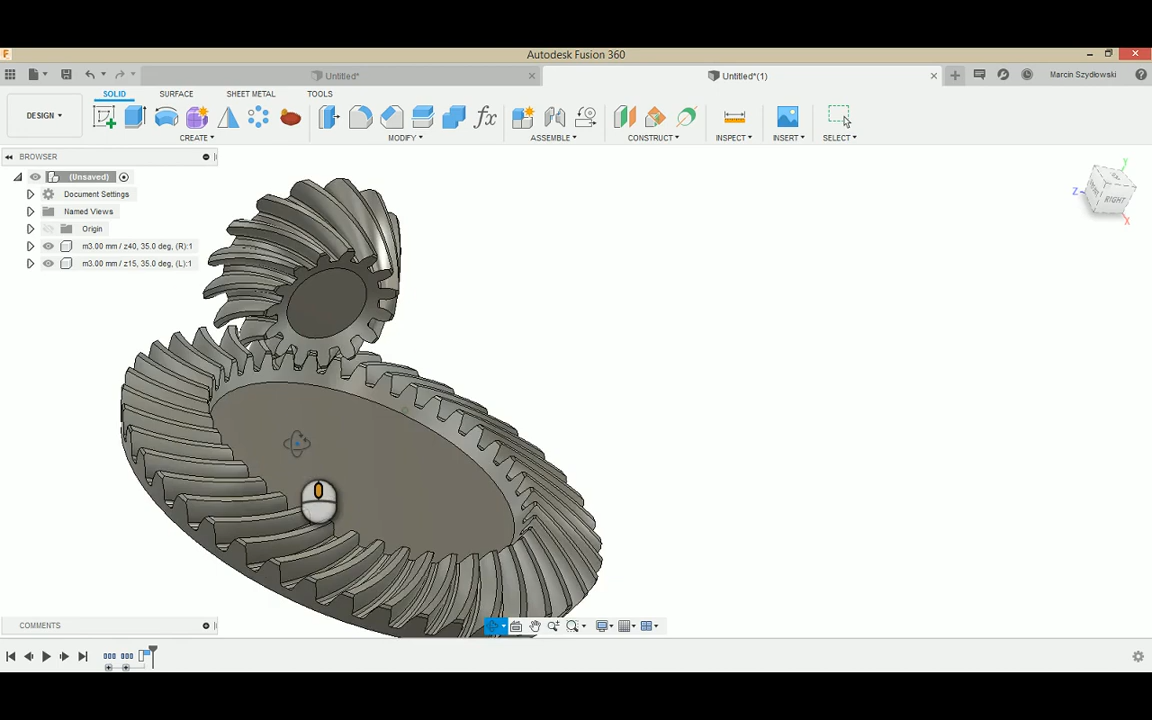 F
Autodesk Fusion 360
Untitled*
Untitled*(1)
Marcin Szydlowski
SOLID
SURFACE
SHEET METAL
TOOLS
DESIGN
fx
CREATE
MODIFY
ASSEMBLE
CONSTRUCT
INSPECT
INSERT
SELECT
BROWSER
(Unsaved)
Document Settings
Named Views
Origin
m3.00 mm / z40, 35.0 deg, (R):1
m3.00 mm / z15, 35.0 deg, (L):1
Y
Z
RIGHT
X
COMMENTS